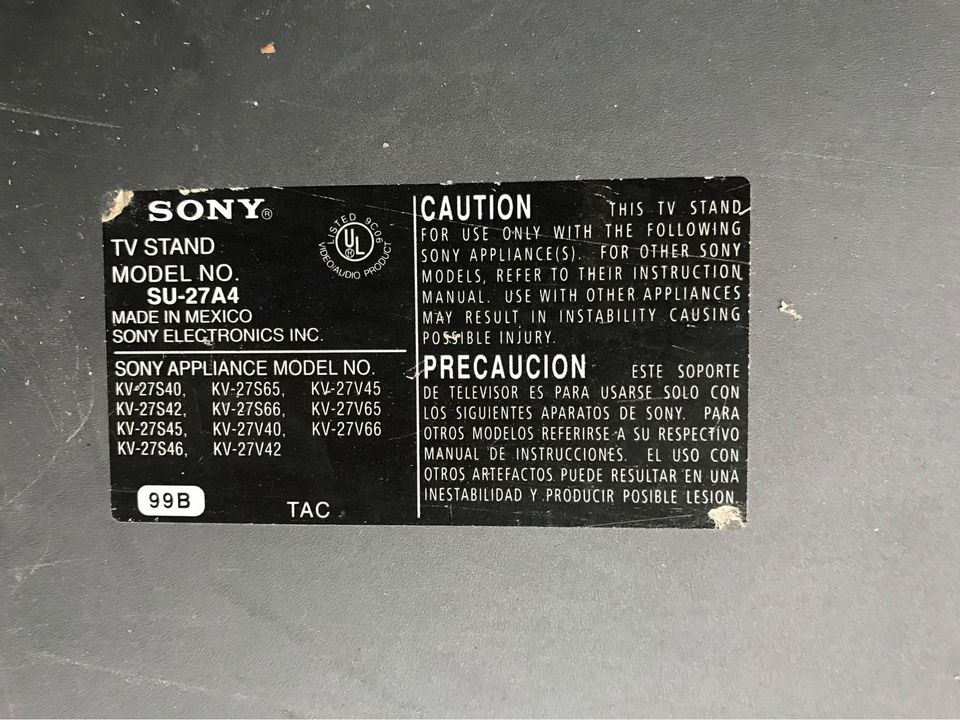 SONY®
TV STAND
MODEL NO.
SU-27A4
MADE IN MEXICO
SONY ELECTRONICS INC.
LISTED 9C06
UL®
VIDEO/AUDIO PRODUCT
SONY APPLIANCE MODEL NO.
KV-27S40, KV-27S65, KV-27V45
KV-27S42, KV-27S66, KV-27V65
KV-27S45, KV-27V40, KV-27V66
KV-27S46, KV-27V42
99B
TAC
CAUTION THIS TV STAND
FOR USE ONLY WITH THE FOLLOWING
SONY APPLIANCE(S). FOR OTHER SONY
MODELS, REFER TO THEIR INSTRUCTION
MANUAL. USE WITH OTHER APPLIANCES
MAY RESULT IN INSTABILITY CAUSING
POSSIBLE INJURY.
PRECAUCION ESTE SOPORTE
DE TELEVISOR ES PARA USARSE SOLO CON
LOS SIGUIENTES APARATOS DE SONY. PARA
OTROS MODELOS REFERIRSE A SU RESPECTIVO
MANUAL DE INSTRUCCIONES. EL USO CON
OTROS ARTEFACTOS PUEDE RESULTAR EN UNA
INESTABILIDAD Y PRODUCIR POSIBLE LESION.